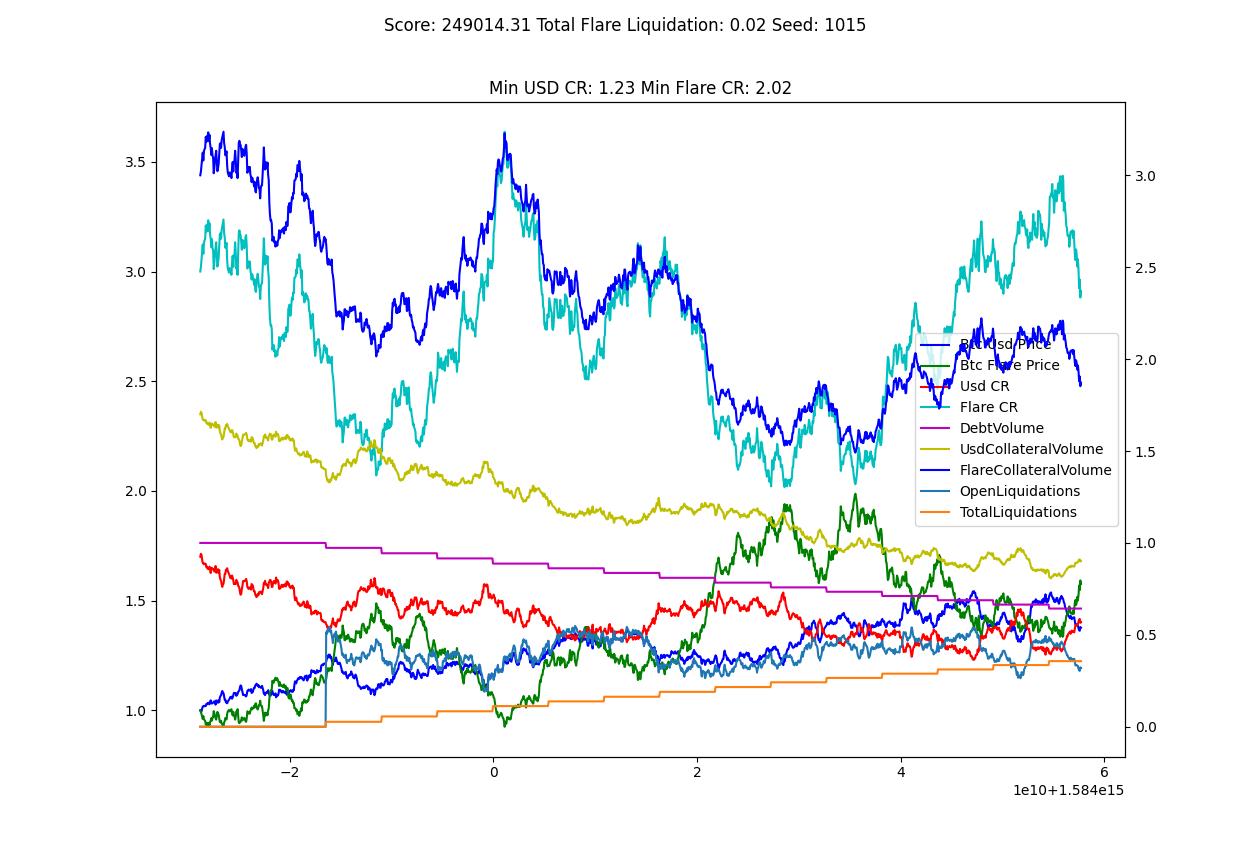 Score: 249014.31 Total Flare Liquidation: 0.02 Seed: 1015
Min USD CR: 1.23 Min Flare CR: 2.02
3.5
3.0
2.5
2.0
1.5
1.0
3.0
2.5
2.0
1.5
1.0
0.5
0.0
Btc Usd Price
Btc Flare Price
Usd CR
Flare CR
DebtVolume
UsdCollateralVolume
FlareCollateralVolume
OpenLiquidations
TotalLiquidations
−2 0 2 4 6
1e10+1.584e15